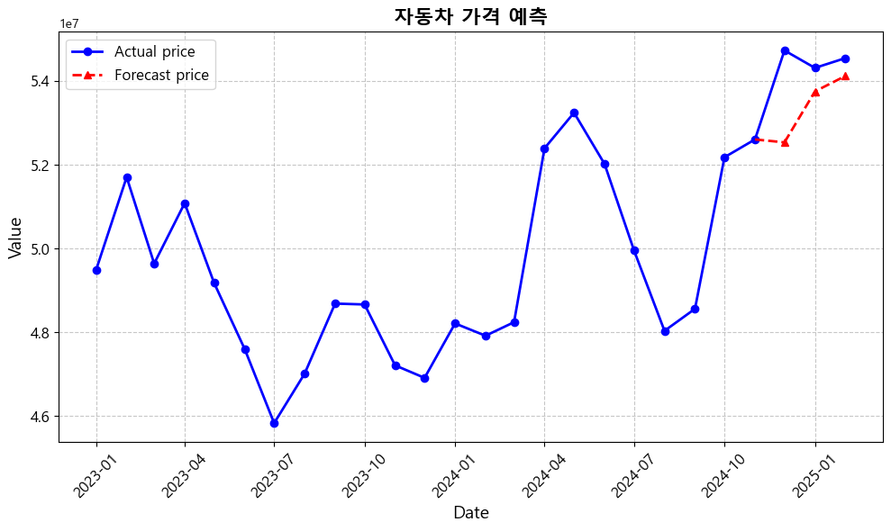 자동차 가격 예측
1e7
Actual price
Forecast price
5.4
5.2
5.0
4.8
4.6
Value
2023-01
2023-04
2023-07
2023-10
2024-01
2024-04
2024-07
2024-10
2025-01
Date